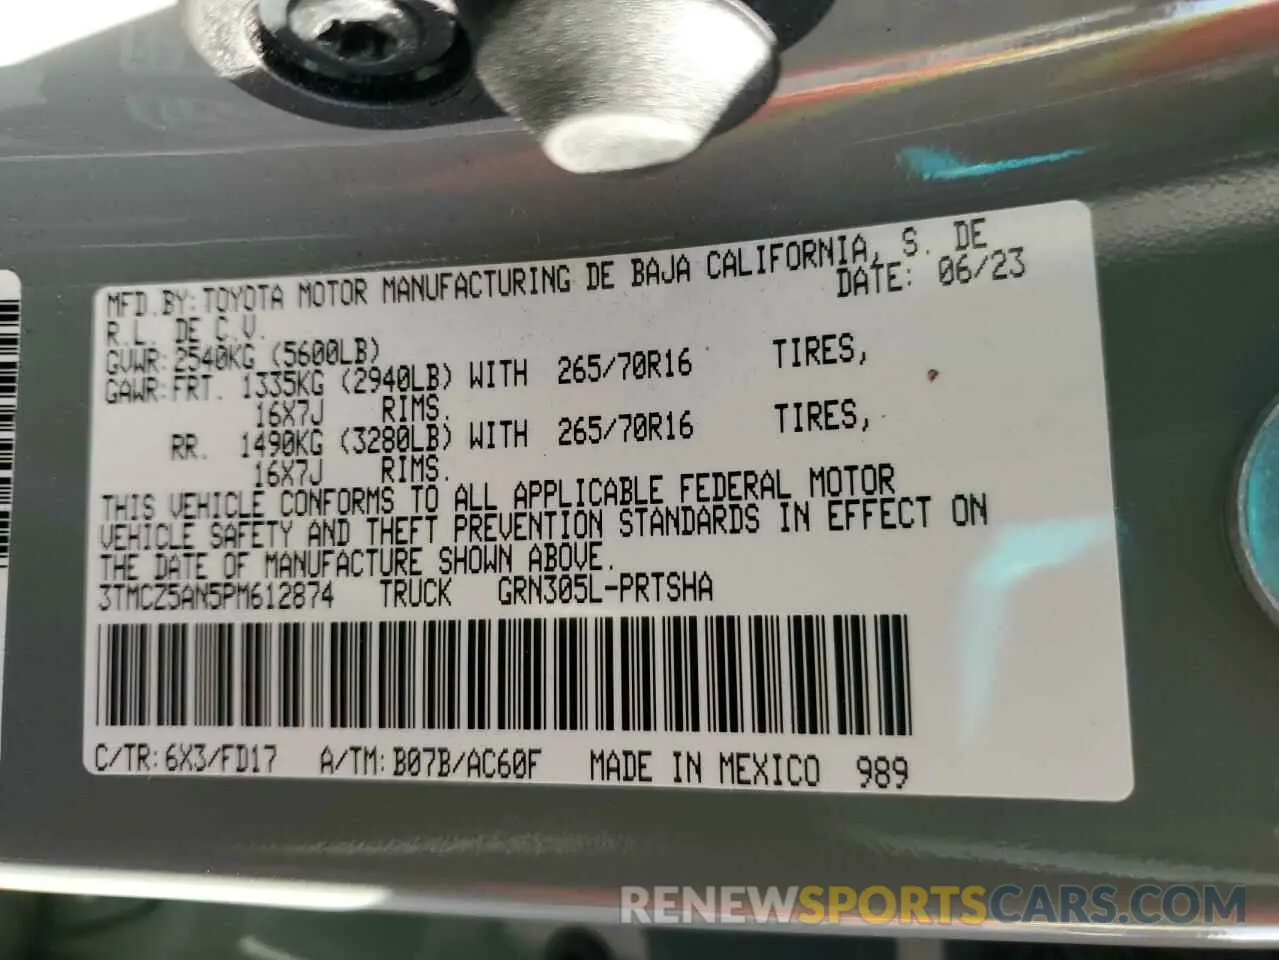 MFD.BY: TOYOTA MOTOR MANUFACTURING DE BAJA CALIFORNIA, S. DE
R.L. DE C.V. DATE: 06/23
GVWR: 2540KG (5600LB)
GAWR: FRT. 1335KG (2940LB) WITH 265/70R16 TIRES,
16X7J RIMS.
RR. 1490KG (3280LB) WITH 265/70R16 TIRES,
16X7J RIMS.
THIS VEHICLE CONFORMS TO ALL APPLICABLE FEDERAL MOTOR
VEHICLE SAFETY AND THEFT PREVENTION STANDARDS IN EFFECT ON
THE DATE OF MANUFACTURE SHOWN ABOVE.
3TMCZ5AN5PM612874 TRUCK GRN305L-PRTSHA
C/TR: 6X3/FD17 A/TM: B07B/AC60F MADE IN MEXICO 989
RENEWSPORTSCARS.COM